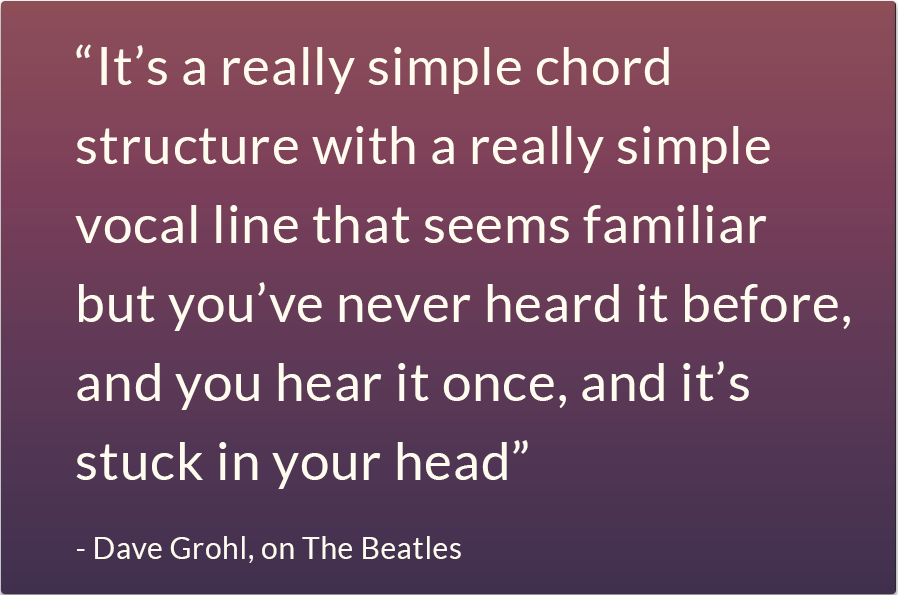 “It’s a really simple chord
structure with a really simple
vocal line that seems familiar
but you’ve never heard it before,
and you hear it once, and it’s
stuck in your head”
- Dave Grohl, on The Beatles